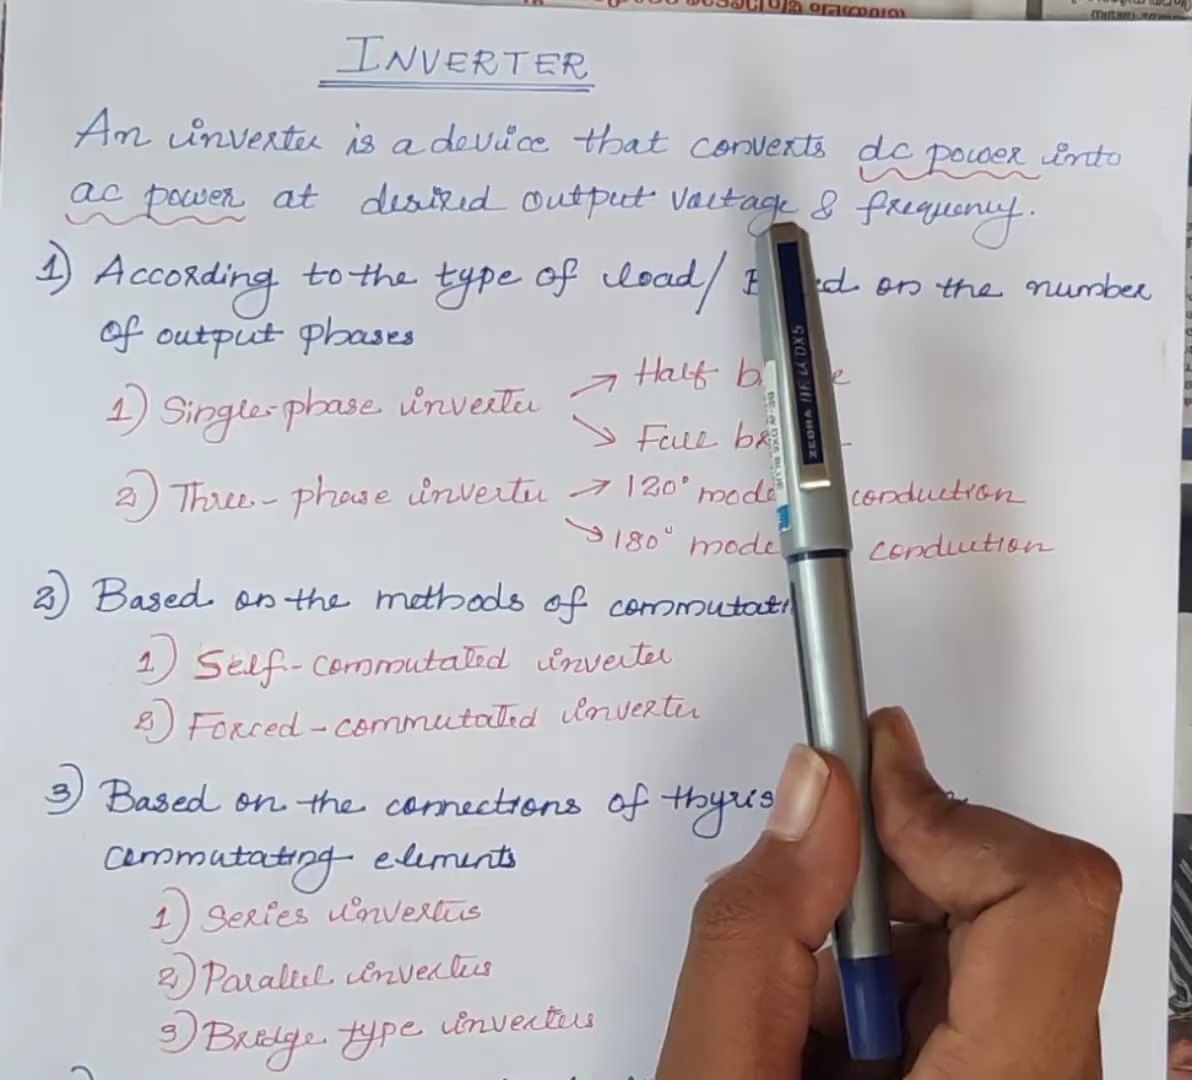 INVERTER
An inverter is a device that converts dc power into
ac power at desired output voltage & frequency.
1) According to the type of load/ on the number
of output phases
1) Single-phase inverter → Half
↘ Full
2) Three-phase inverter → 120° mode conduction
↘ 180° mode conduction
2) Based on the methods of
1) Self-commutated inverter
2) Forced-commutated inverter
3) Based on the connections of
commutating elements
1) Series inverters
2) Parallel inverters
3) Bridge type inverters
ZEBRA DX5